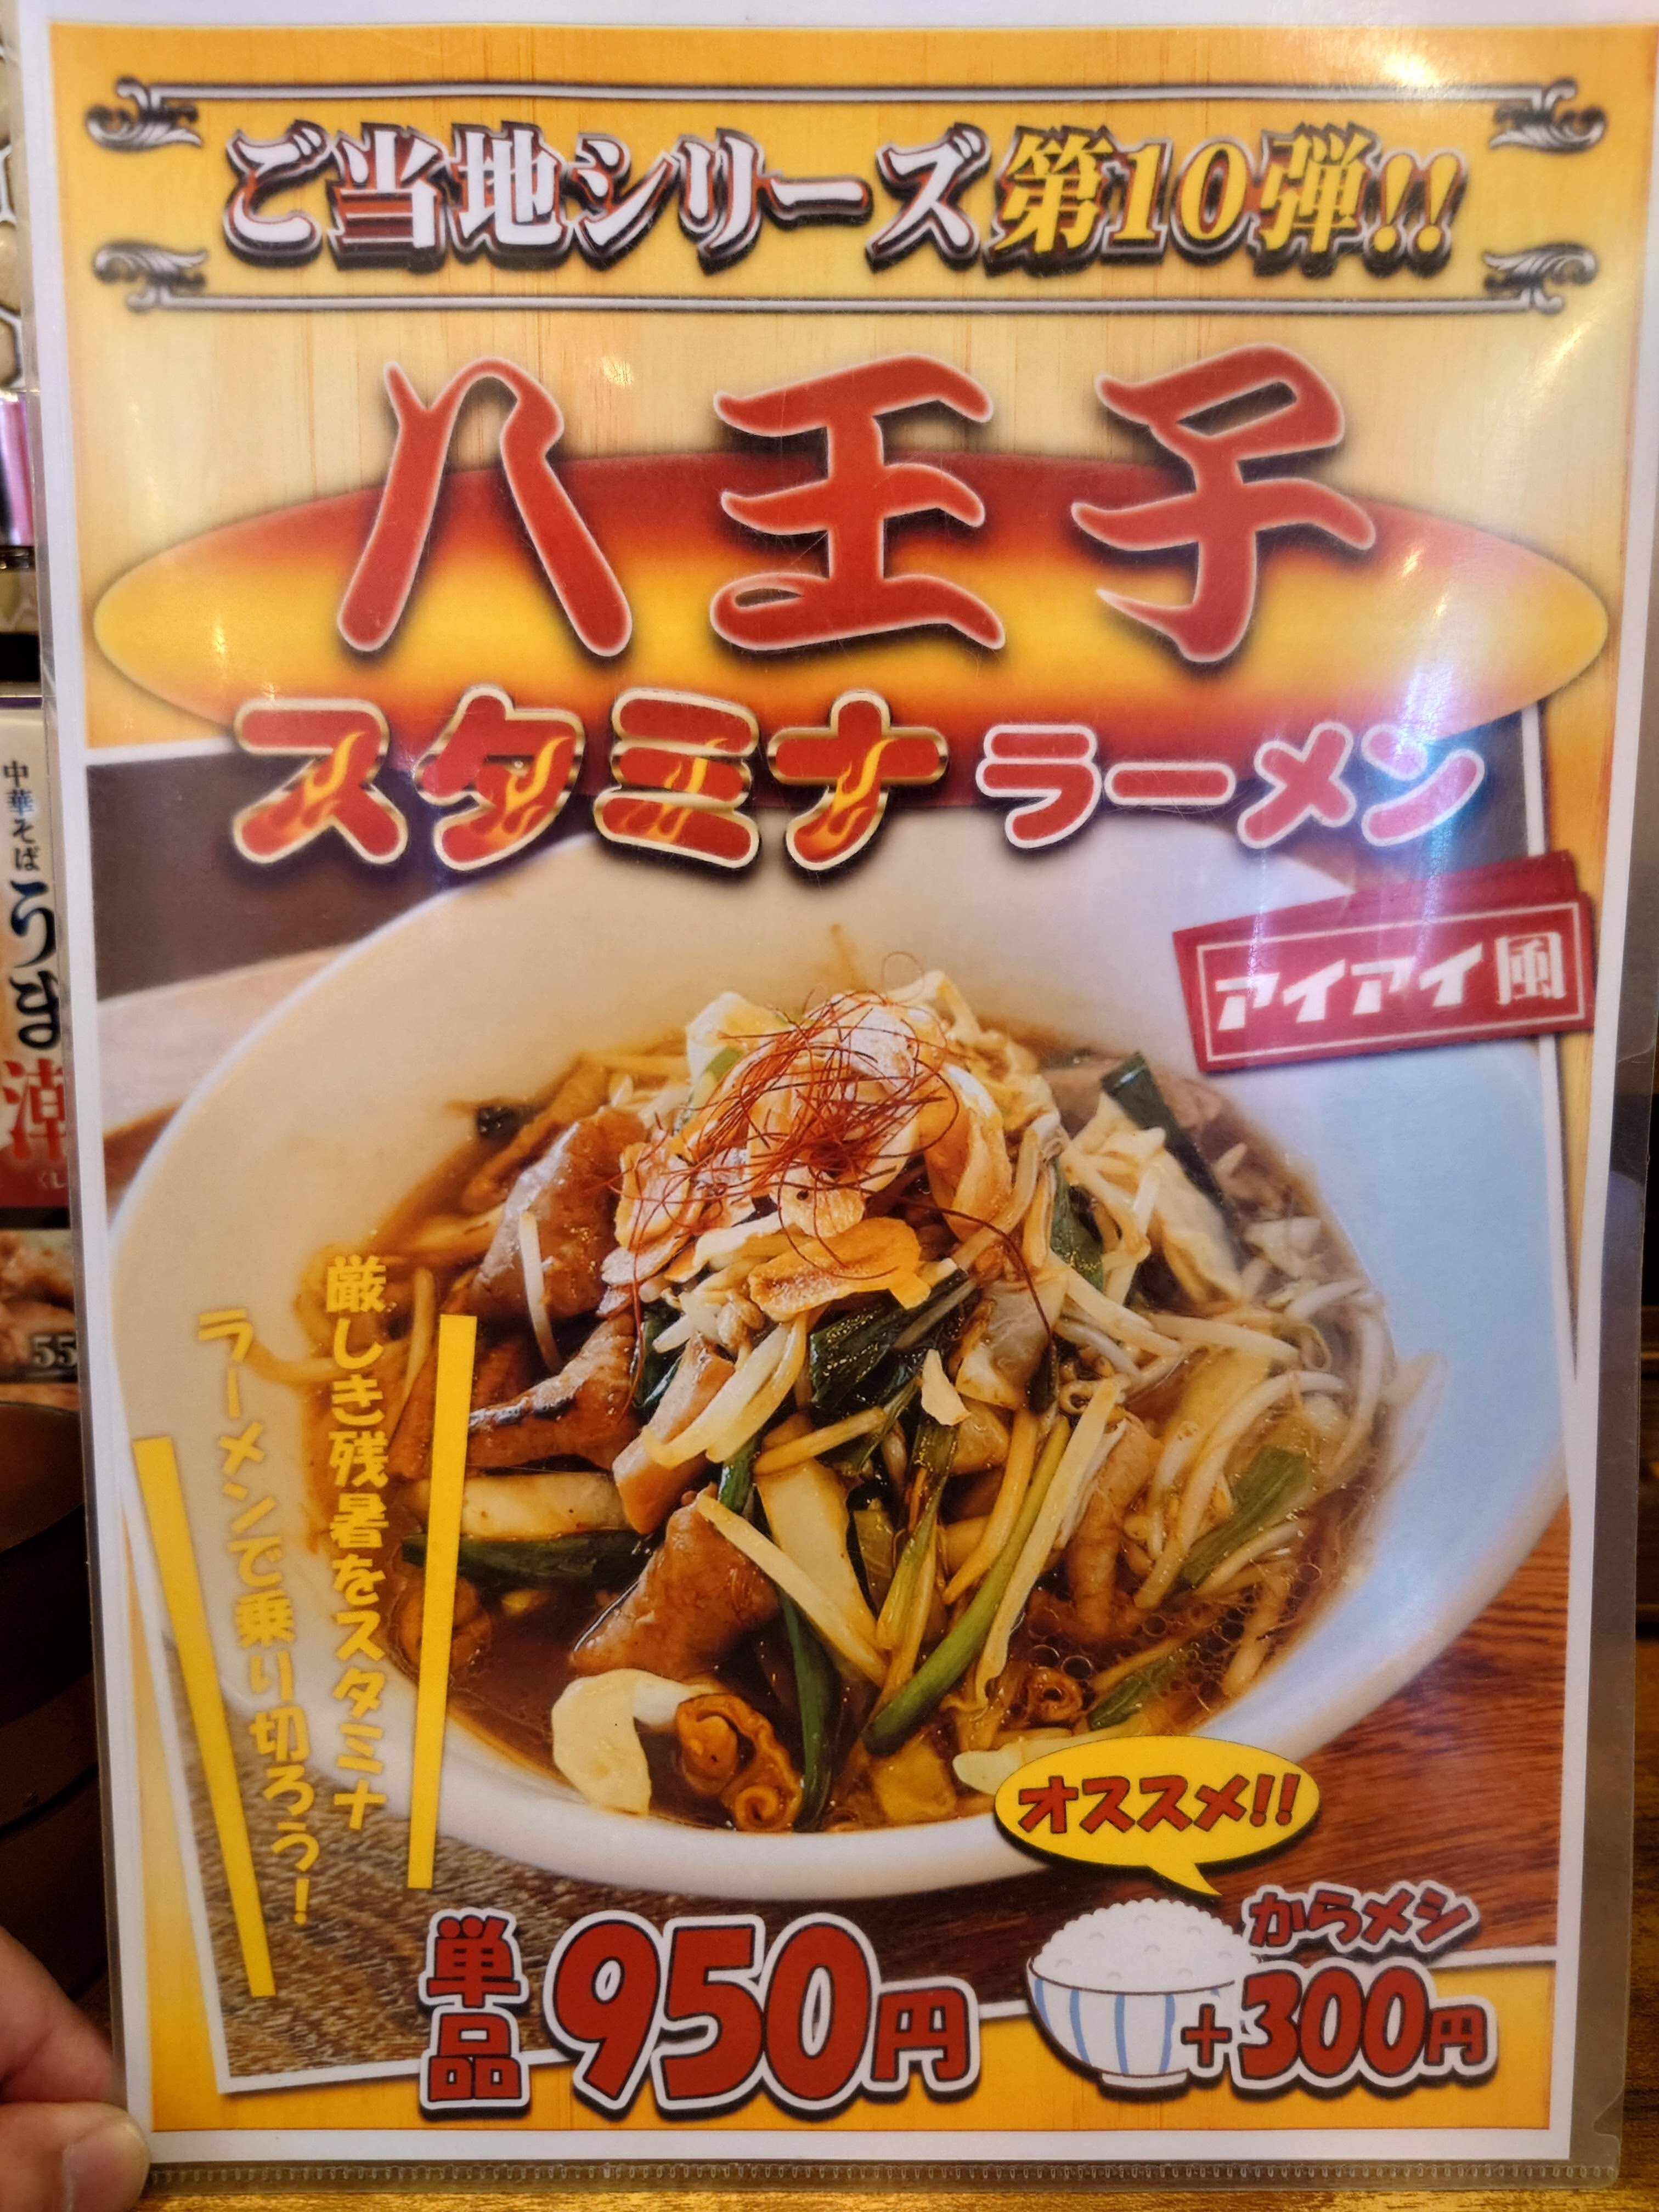 ご当地シリーズ第10弾!!
八王子
スタミナラーメン
アイアイ風
厳しき残暑をスタミナ
ラーメンで乗り切ろう！
オススメ!!
単品950円
からメシ
+300円
中華そば
うま
55